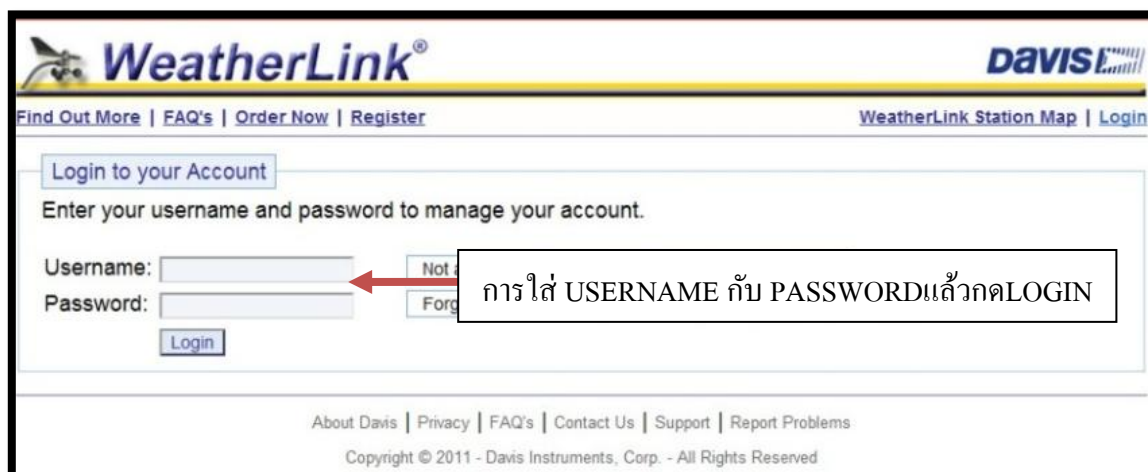 WeatherLink®
DAVIS
Find Out More | FAQ's | Order Now | Register
WeatherLink Station Map | Login
Login to your Account
Enter your username and password to manage your account.
Username:
Not
Password:
การใส่ USERNAME กับ PASSWORDแล้วกดLOGIN
Login
About Davis | Privacy | FAQ's | Contact Us | Support | Report Problems
Copyright © 2011 - Davis Instruments, Corp. - All Rights Reserved